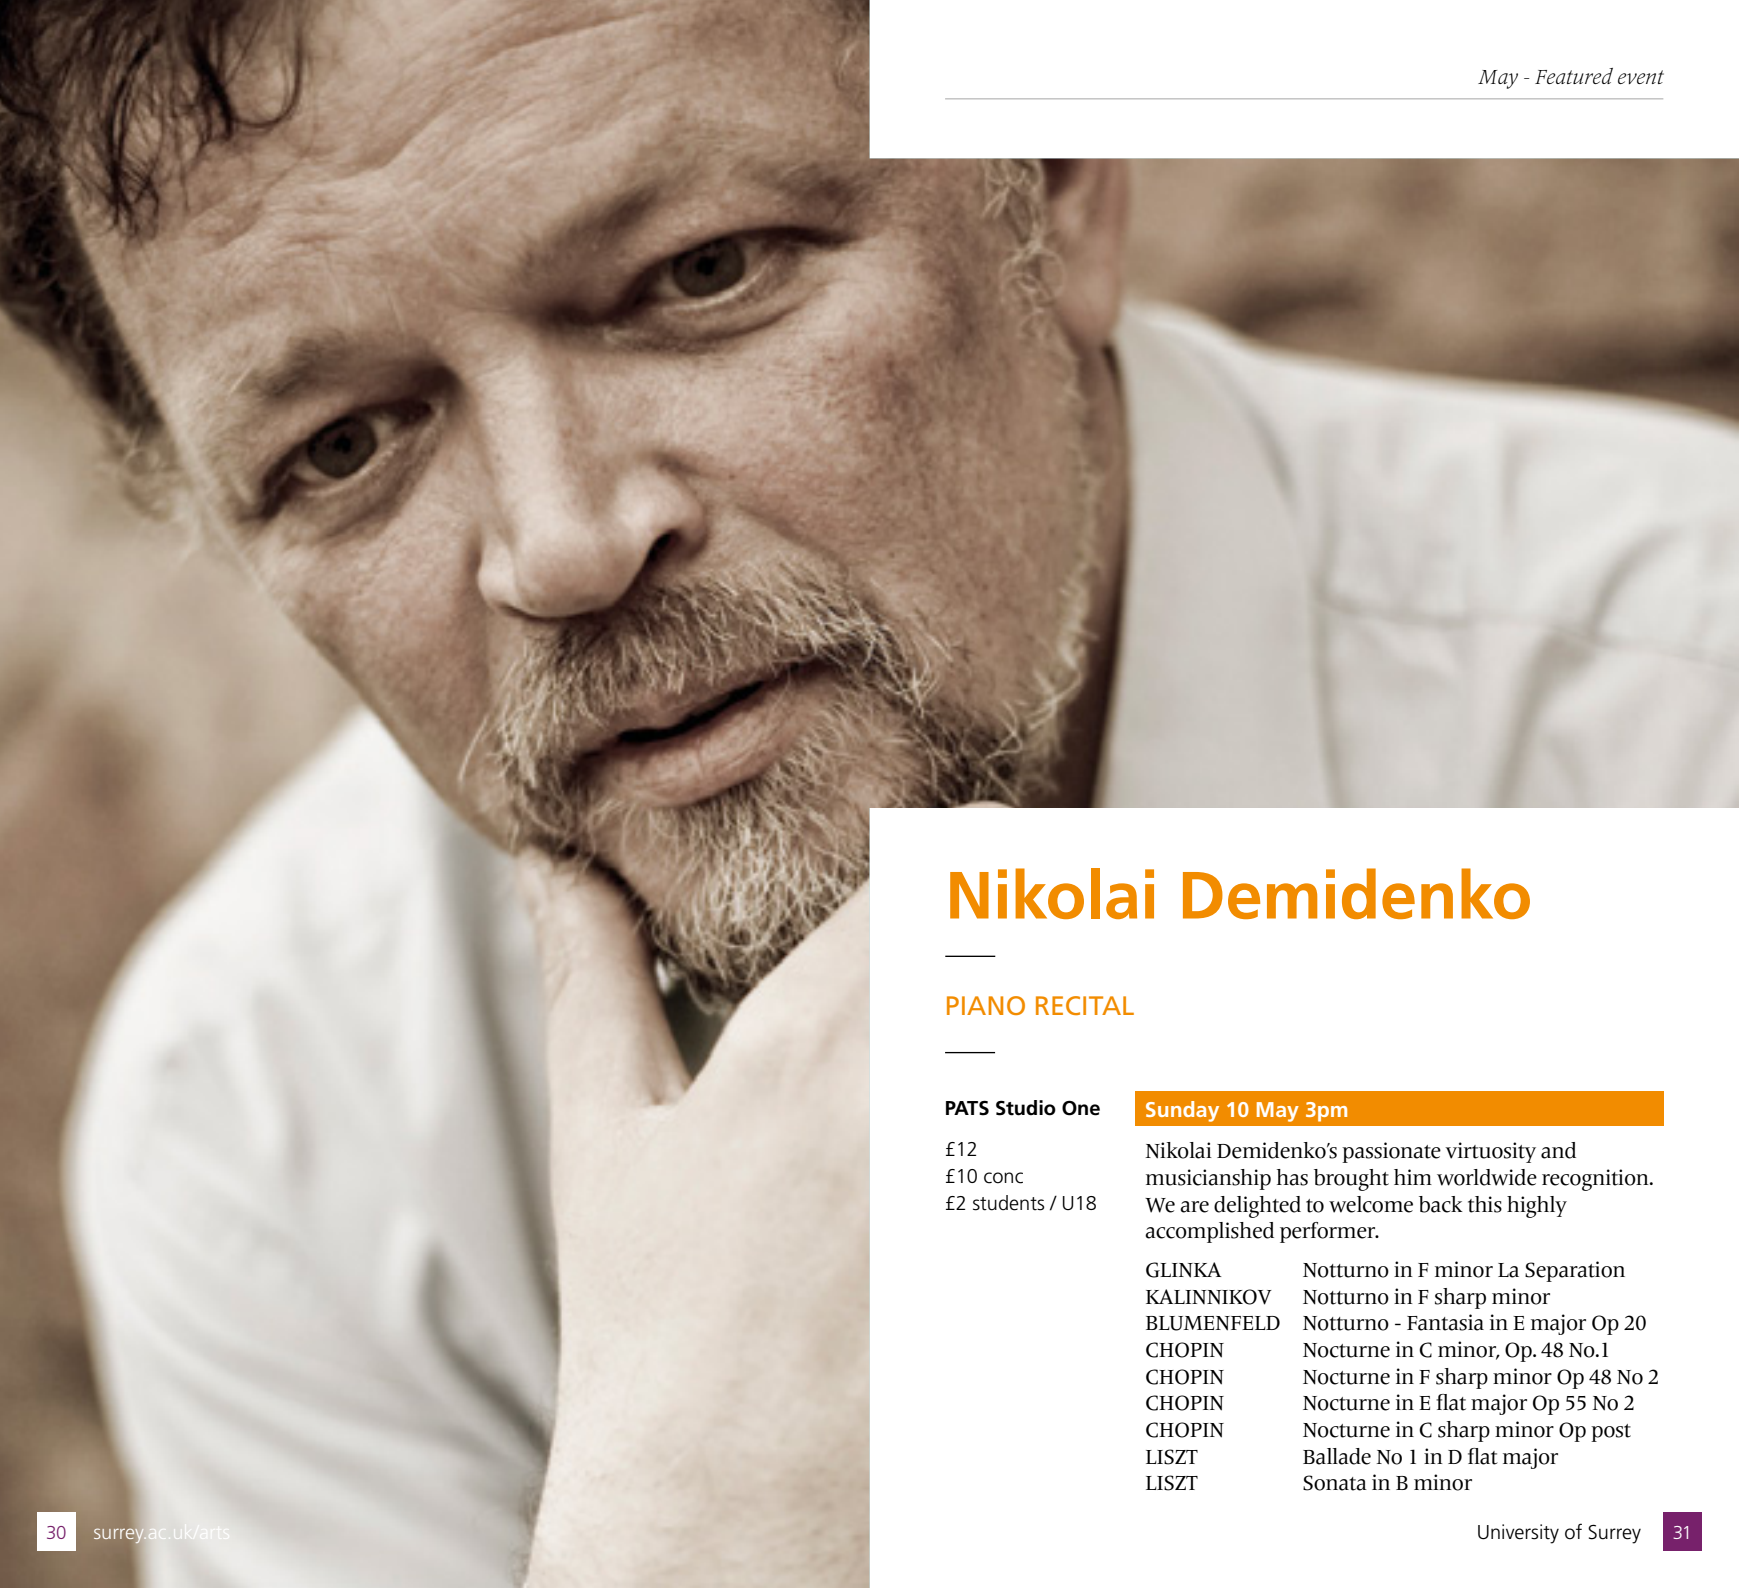 May - Featured event
Nikolai Demidenko
PIANO RECITAL
PATS Studio One
£12
£10 conc
£2 students / U18
Sunday 10 May 3pm
Nikolai Demidenko’s passionate virtuosity and
musicianship has brought him worldwide recognition.
We are delighted to welcome back this highly
accomplished performer.
GLINKA Notturno in F minor La Separation
KALINNIKOV Notturno in F sharp minor
BLUMENFELD Notturno - Fantasia in E major Op 20
CHOPIN Nocturne in C minor, Op. 48 No.1
CHOPIN Nocturne in F sharp minor Op 48 No 2
CHOPIN Nocturne in E flat major Op 55 No 2
CHOPIN Nocturne in C sharp minor Op post
LISZT Ballade No 1 in D flat major
LISZT Sonata in B minor
30 surrey.ac.uk/arts
University of Surrey 31